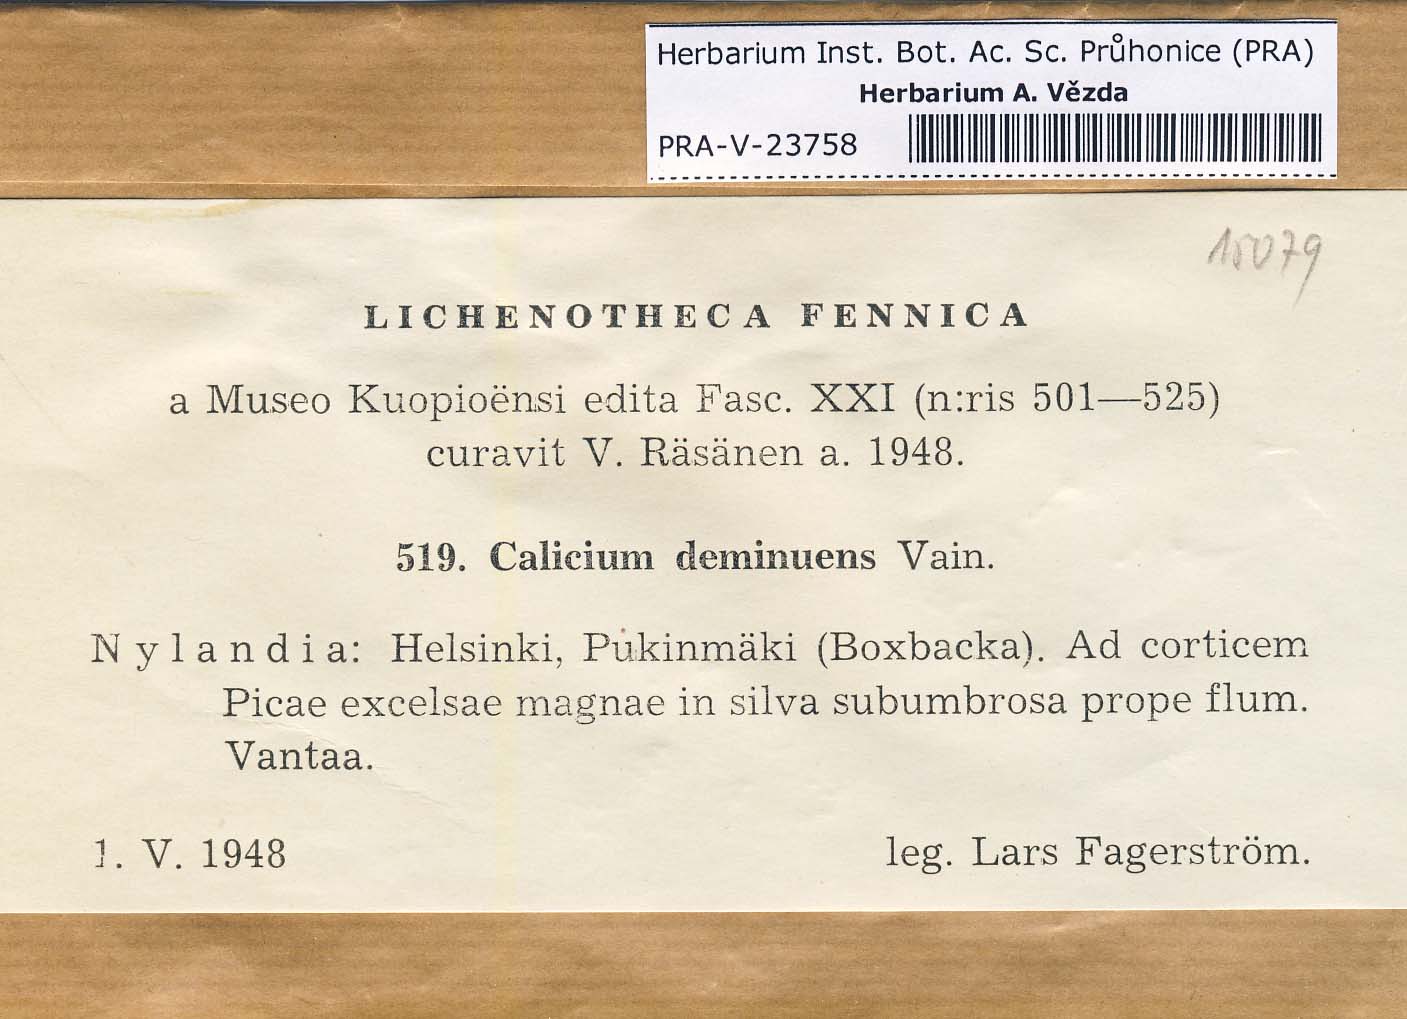 Herbarium Inst. Bot. Ac. Sc. Průhonice (PRA)
Herbarium A. Vězda
PRA-V-23758
15079
LICHENOTHECA FENNICA
a Museo Kuopioënsi edita Fasc. XXI (n:ris 501—525)
curavit V. Räsänen a. 1948.
519. Calicium deminuens Vain.
Nylandia: Helsinki, Pukinmäki (Boxbacka). Ad corticem
Picae excelsae magnae in silva subumbrosa prope flum.
Vantaa.
1. V. 1948
leg. Lars Fagerström.